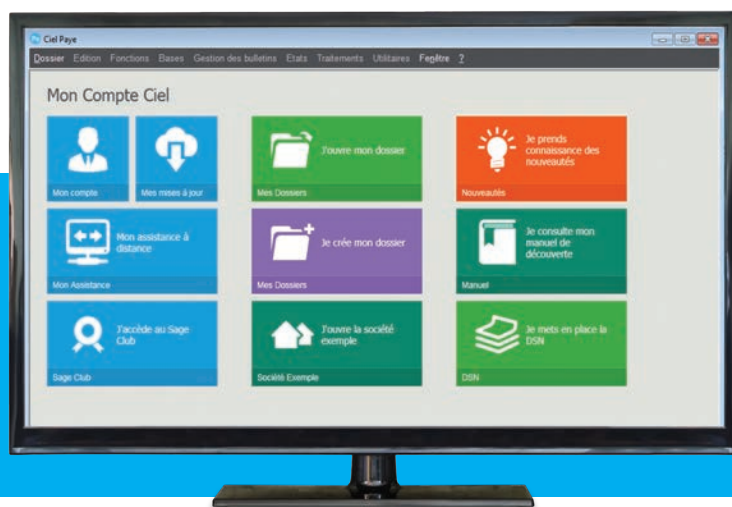 Ciel Paye
Dossier Edition Fonctions Bases Gestion des bulletins Etats Traitements Utilitaires Fenêtre ?
Mon Compte Ciel
Mon compte
Mes mises à jour
J'ouvre mon dossier
Mes Dossiers
Je prends
connaissance des
nouveautés
Nouveautés
Mon assistance à
distance
Mon Assistance
Je crée mon dossier
Mes Dossiers
Je consulte mon
manuel de
découverte
Manuel
J'accède au Sage
Club
Sage Club
J'ouvre la société
exemple
Société Exemple
Je mets en place la
DSN
DSN